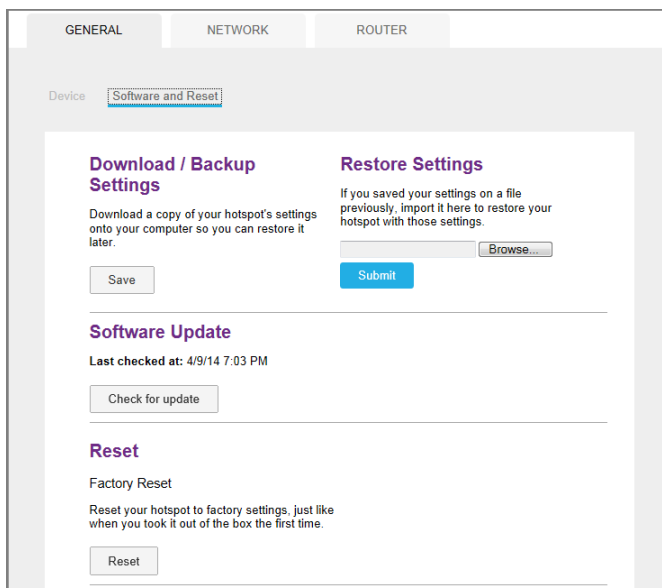 GENERAL
NETWORK
ROUTER
Device
Software and Reset
Download / Backup
Settings
Download a copy of your hotspot's settings
onto your computer so you can restore it
later.
Save
Restore Settings
If you saved your settings on a file
previously, import it here to restore your
hotspot with those settings.
Browse...
Submit
Software Update
Last checked at: 4/9/14 7:03 PM
Check for update
Reset
Factory Reset
Reset your hotspot to factory settings, just like
when you took it out of the box the first time.
Reset